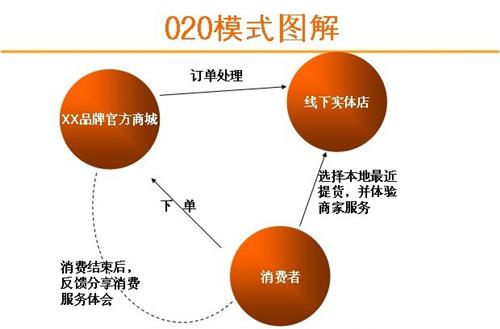 O2O模式图解
订单处理
XX品牌官方商城
线下实体店
选择本地最近
提货，并体验
商家服务
下 单
消费结束后，
反馈分享消费
服务体会
消费者